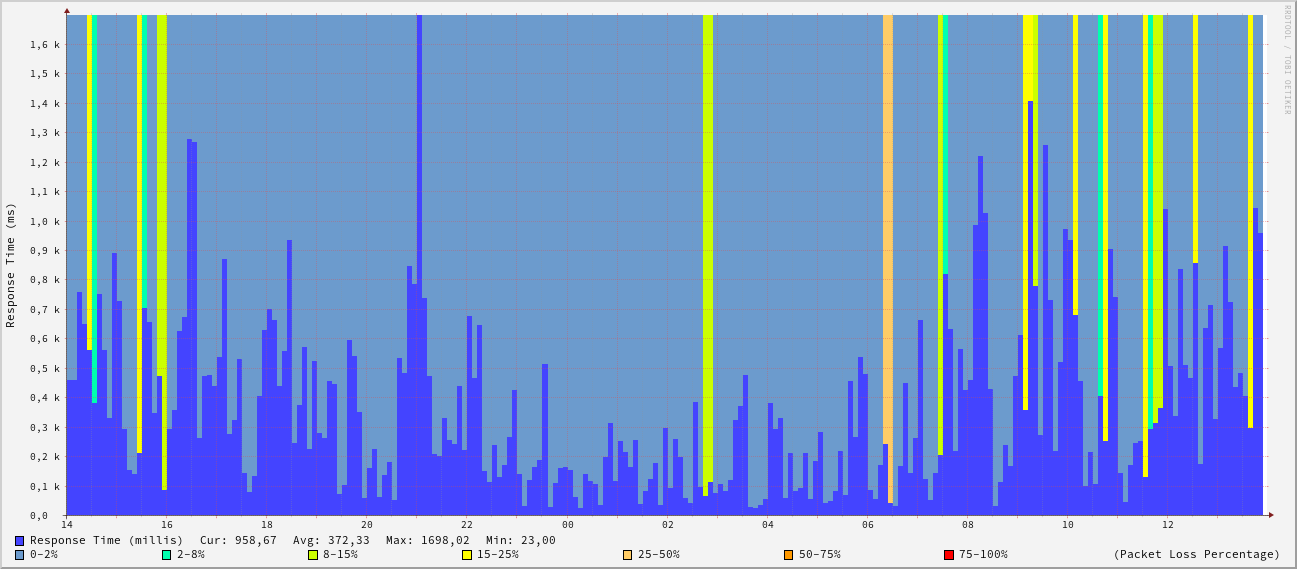 RRDTOOL / TOBI OETIKER
Response Time (ms)
1,6 k
1,5 k
1,4 k
1,3 k
1,2 k
1,1 k
1,0 k
0,9 k
0,8 k
0,7 k
0,6 k
0,5 k
0,4 k
0,3 k
0,2 k
0,1 k
0,0
14 16 18 20 22 00 02 04 06 08 10 12
Response Time (millis) Cur: 958,67 Avg: 372,33 Max: 1698,02 Min: 23,00
0-2% 2-8% 8-15% 15-25% 25-50% 50-75% 75-100% (Packet Loss Percentage)